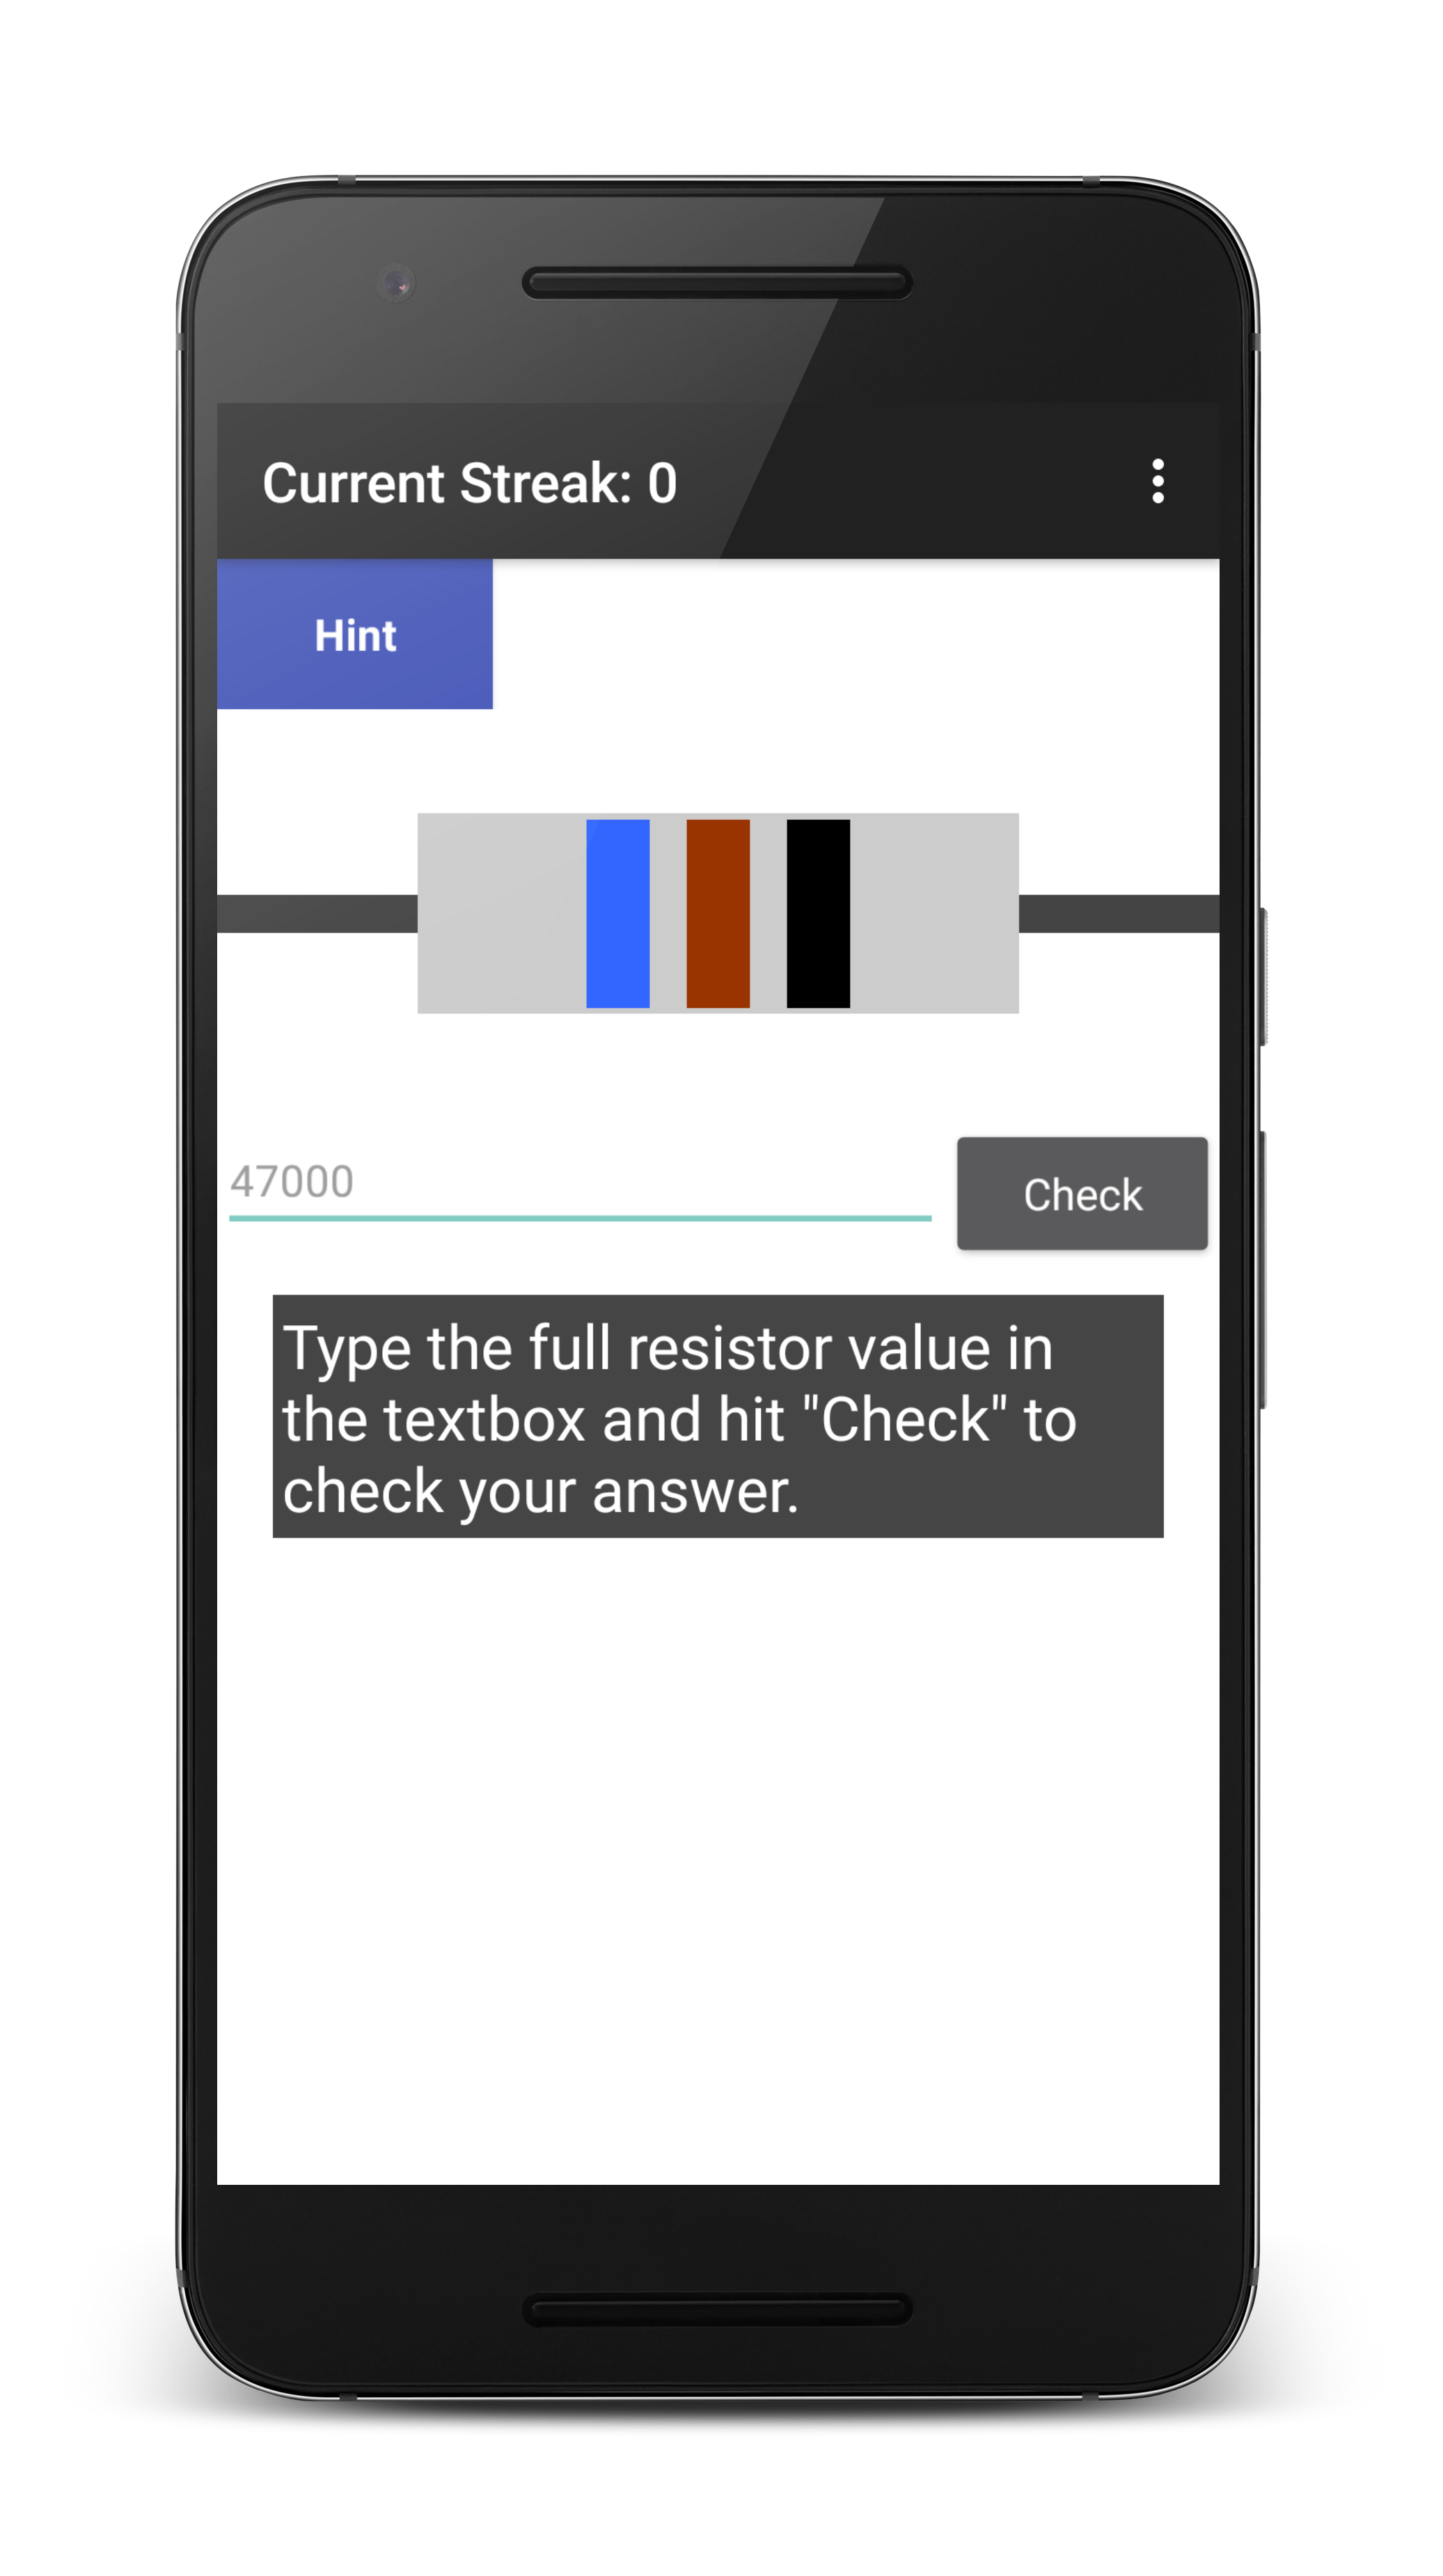 Current Streak: 0
Hint
47000
Check
Type the full resistor value in
the textbox and hit "Check" to
check your answer.